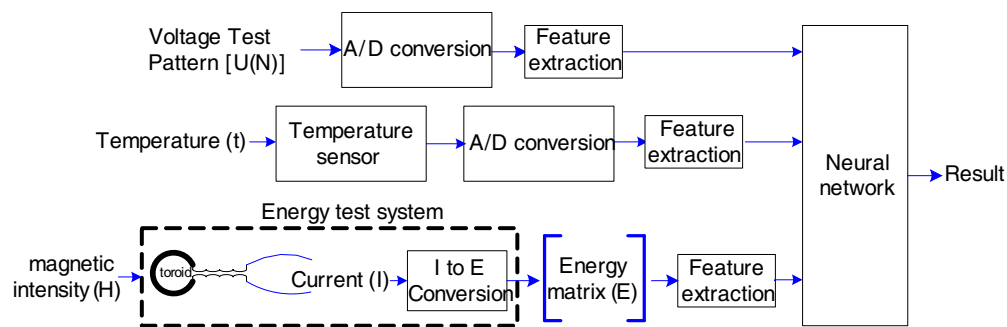 Voltage Test
Pattern [U(N)]
A/D conversion
Feature
extraction
Temperature (t)
Temperature
sensor
A/D conversion
Feature
extraction
Neural
network
Result
Energy test system
magnetic
intensity (H)
toroid
Current (I)
I to E
Conversion
Energy
matrix (E)
Feature
extraction